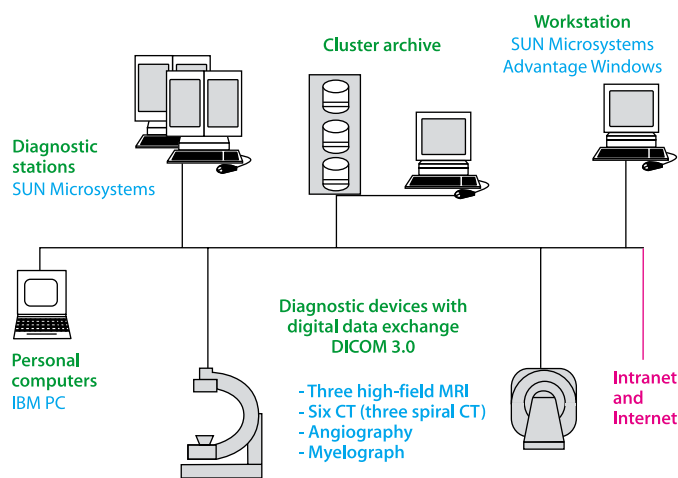 Cluster archive
Workstation
SUN Microsystems
Advantage Windows
Diagnostic
stations
SUN Microsystems
Diagnostic devices with
digital data exchange
DICOM 3.0
- Three high-field MRI
- Six CT (three spiral CT)
- Angiography
- Myelograph
Personal
computers
IBM PC
Intranet
and
Internet